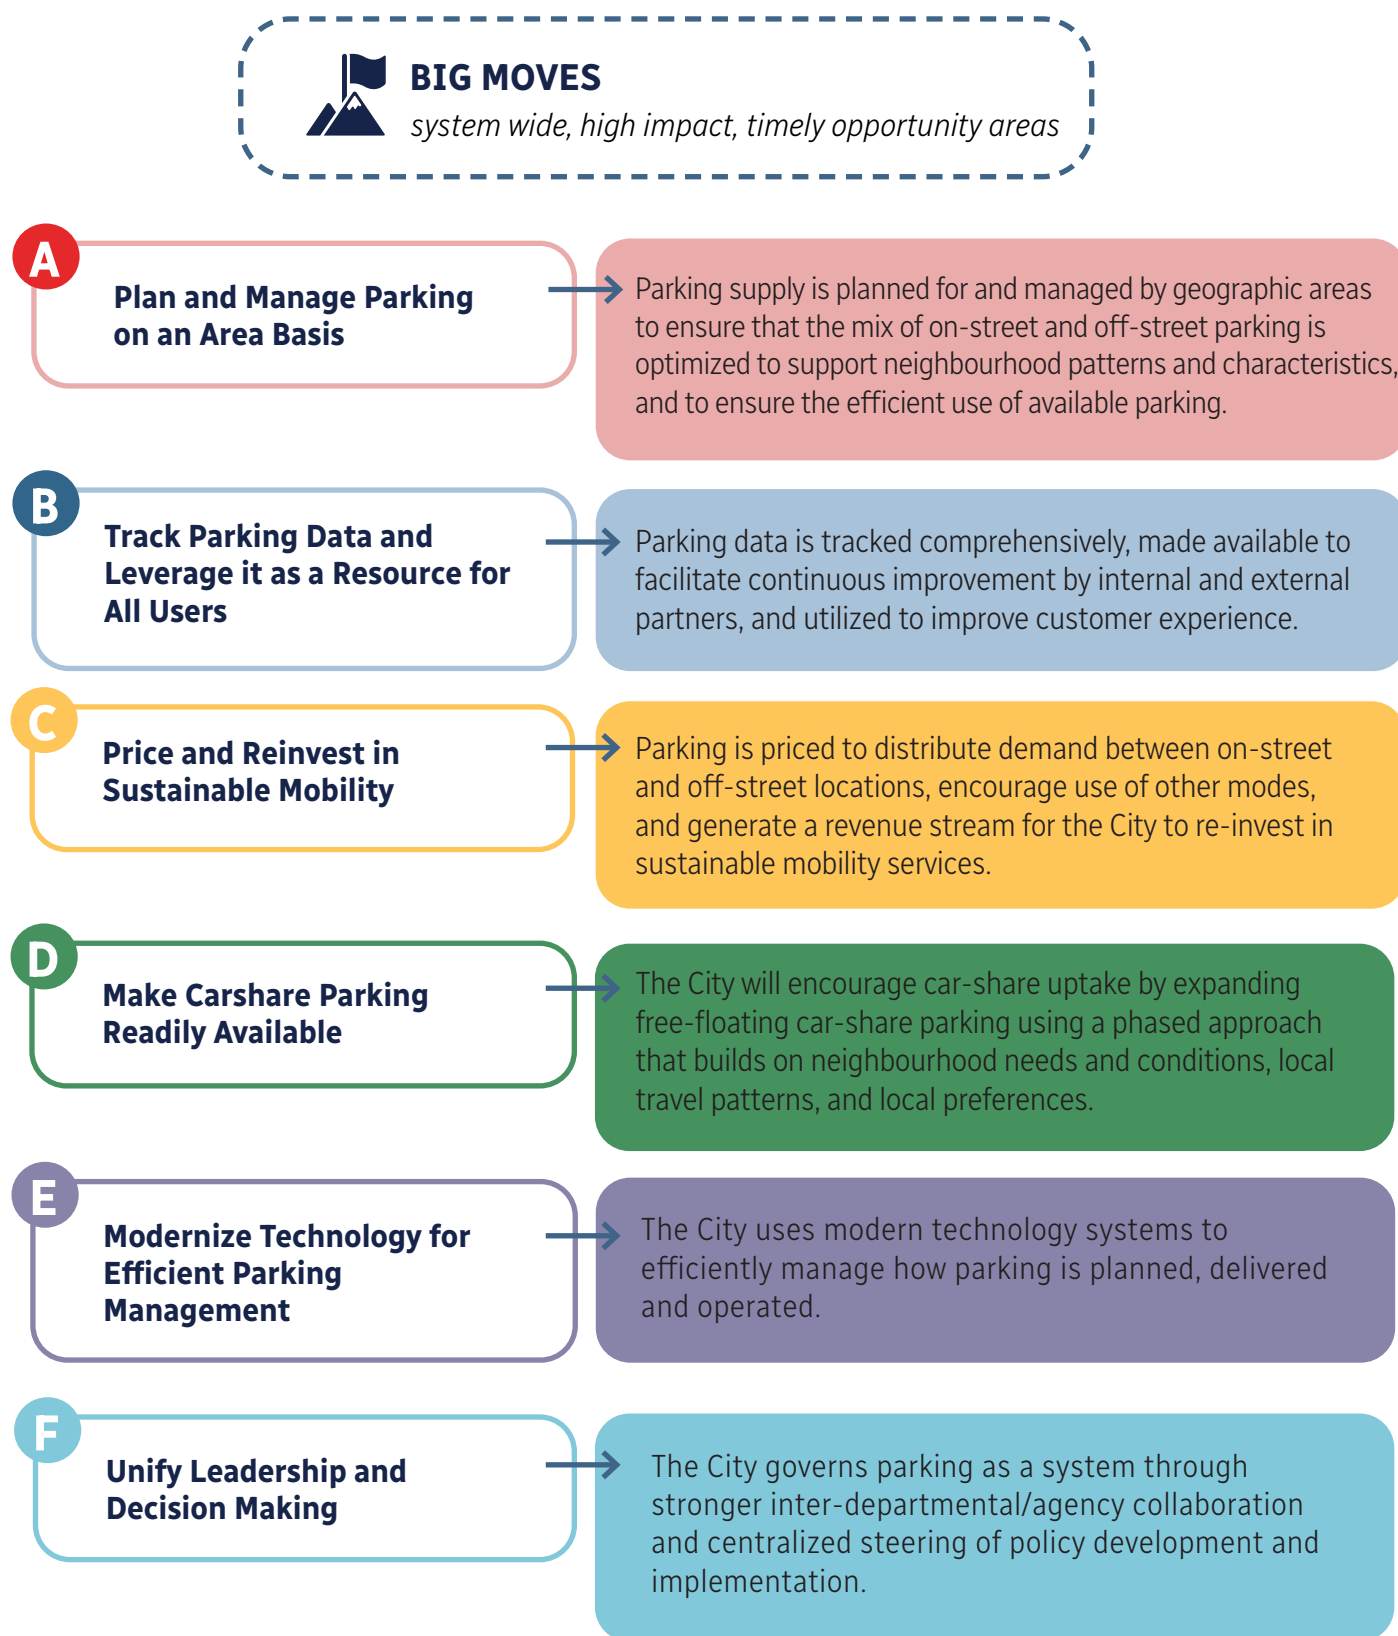 BIG MOVES
system wide, high impact, timely opportunity areas
A
Plan and Manage Parking
on an Area Basis
Parking supply is planned for and managed by geographic areas
to ensure that the mix of on-street and off-street parking is
optimized to support neighbourhood patterns and characteristics,
and to ensure the efficient use of available parking.
B
Track Parking Data and
Leverage it as a Resource for
All Users
Parking data is tracked comprehensively, made available to
facilitate continuous improvement by internal and external
partners, and utilized to improve customer experience.
C
Price and Reinvest in
Sustainable Mobility
Parking is priced to distribute demand between on-street
and off-street locations, encourage use of other modes,
and generate a revenue stream for the City to re-invest in
sustainable mobility services.
D
Make Carshare Parking
Readily Available
The City will encourage car-share uptake by expanding
free-floating car-share parking using a phased approach
that builds on neighbourhood needs and conditions, local
travel patterns, and local preferences.
E
Modernize Technology for
Efficient Parking
Management
The City uses modern technology systems to
efficiently manage how parking is planned, delivered
and operated.
F
Unify Leadership and
Decision Making
The City governs parking as a system through
stronger inter-departmental/agency collaboration
and centralized steering of policy development and
implementation.